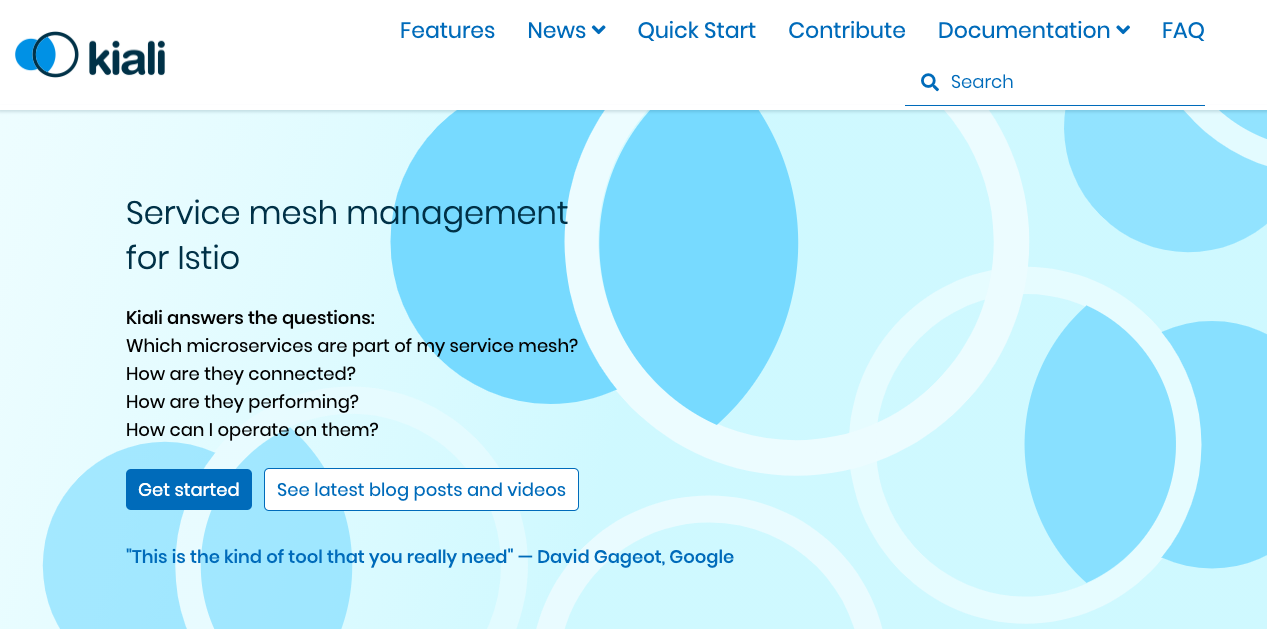 kiali
Features News Quick Start Contribute Documentation FAQ
Search
Service mesh management
for Istio
Kiali answers the questions:
Which microservices are part of my service mesh?
How are they connected?
How are they performing?
How can I operate on them?
Get started See latest blog posts and videos
"This is the kind of tool that you really need" — David Gageot, Google